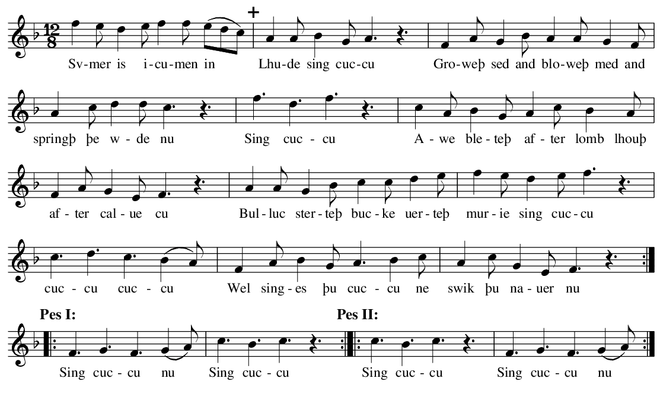 Sv-mer is i-cu-men in Lhu-de sing cuc-cu Gro-weþ sed and blo-weþ med and
springþ þe w-de nu Sing cuc-cu A-we ble-teþ af-ter lomb lhouþ
af-ter cal-ue cu Bul-luc ster-teþ buc-ke uer-teþ mur-ie sing cuc-cu
cuc-cu cuc-cu Wel sing-es þu cuc-cu ne swik þu na-uer nu
Pes I: Pes II:
Sing cuc-cu nu Sing cuc-cu Sing cuc-cu Sing cuc-cu nu